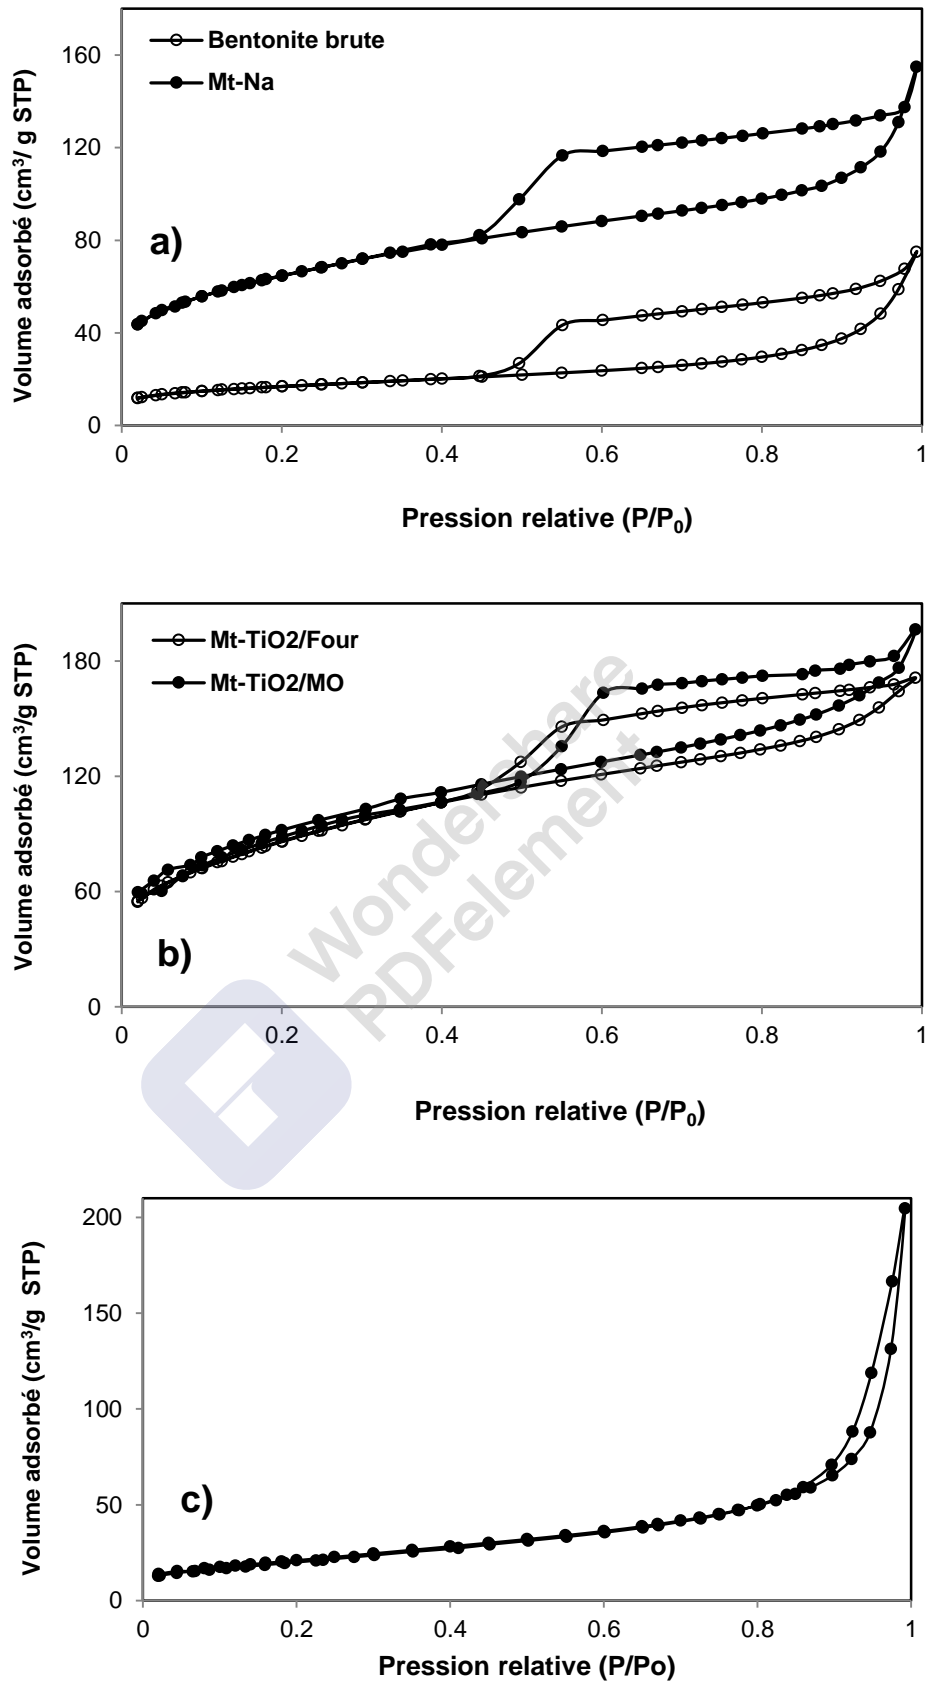 Volume adsorbé (cm³/ g STP)
160
120
80
40
0
Bentonite brute
Mt-Na
a)
0 0.2 0.4 0.6 0.8 1
Pression relative (P/P₀)
Volume adsorbé (cm³/g STP)
180
120
60
0
Mt-TiO2/Four
Mt-TiO2/MO
b)
0 0.2 0.4 0.6 0.8 1
Pression relative (P/P₀)
Wondershare
PDFelement
Volume adsorbé (cm³/g STP)
200
150
100
50
0
c)
0 0.2 0.4 0.6 0.8 1
Pression relative (P/Po)